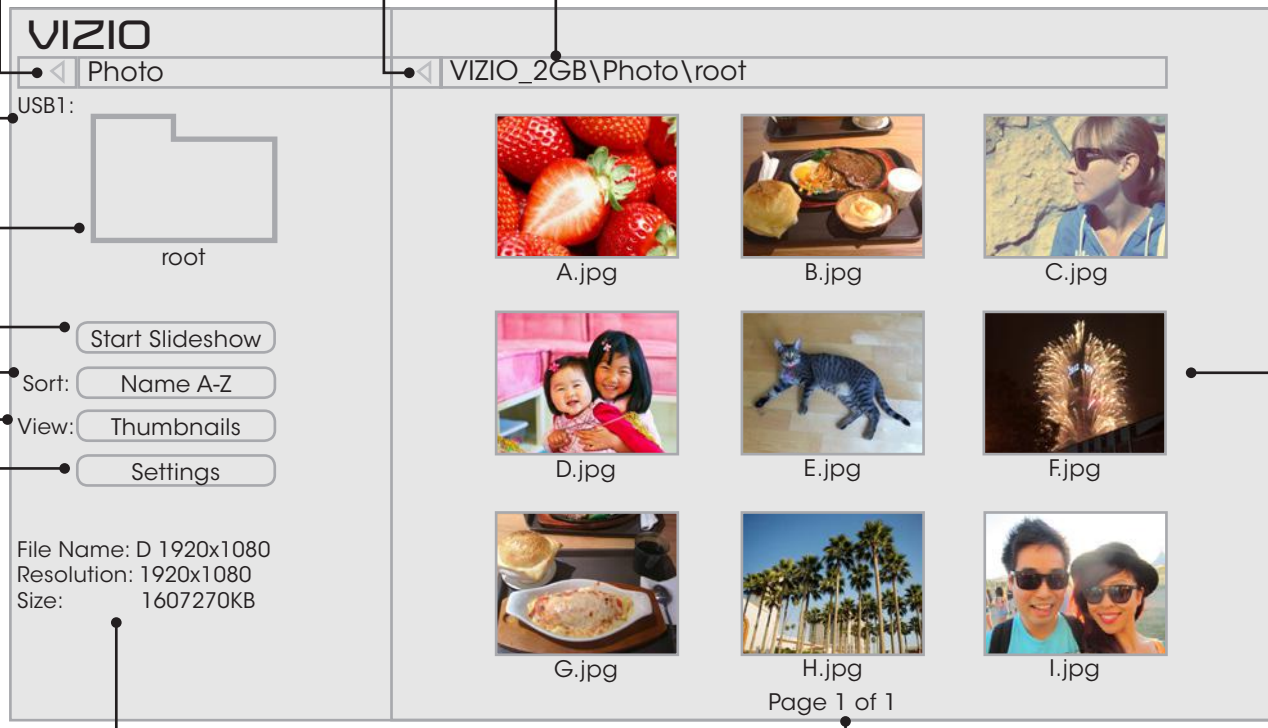 VIZIO
Photo
VIZIO_2GB\Photo\root
USB1:
root
Start Slideshow
Sort: Name A-Z
View: Thumbnails
Settings
File Name: D 1920x1080
Resolution: 1920x1080
Size: 1607270KB
A.jpg
B.jpg
C.jpg
D.jpg
E.jpg
F.jpg
G.jpg
H.jpg
I.jpg
Page 1 of 1